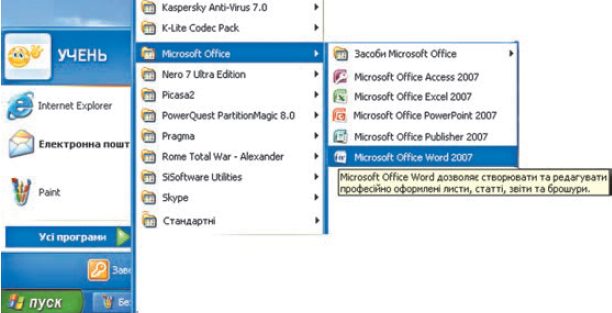 УЧЕНЬ
Internet Explorer
Електронна пошт
Paint
Усі програми
пуск
Kaspersky Anti-Virus 7.0
K-Lite Codec Pack
Microsoft Office
Nero 7 Ultra Edition
Picasa2
PowerQuest PartitionMagic 8.0
Pragma
Rome Total War - Alexander
SiSoftware Utilities
Skype
Стандартні
Засоби Microsoft Office
Microsoft Office Access 2007
Microsoft Office Excel 2007
Microsoft Office PowerPoint 2007
Microsoft Office Publisher 2007
Microsoft Office Word 2007
Microsoft Office Word дозволяє створювати та редагувати
професійно оформлені листи, статті, звіти та брошури.